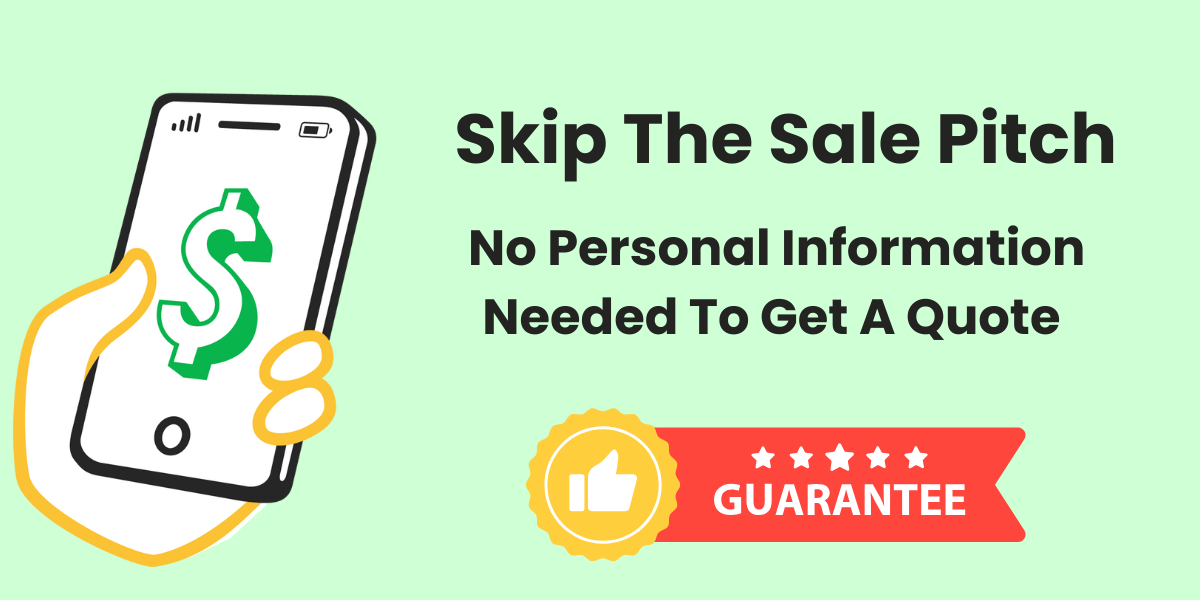 Skip The Sale Pitch
No Personal Information
Needed To Get A Quote
GUARANTEE